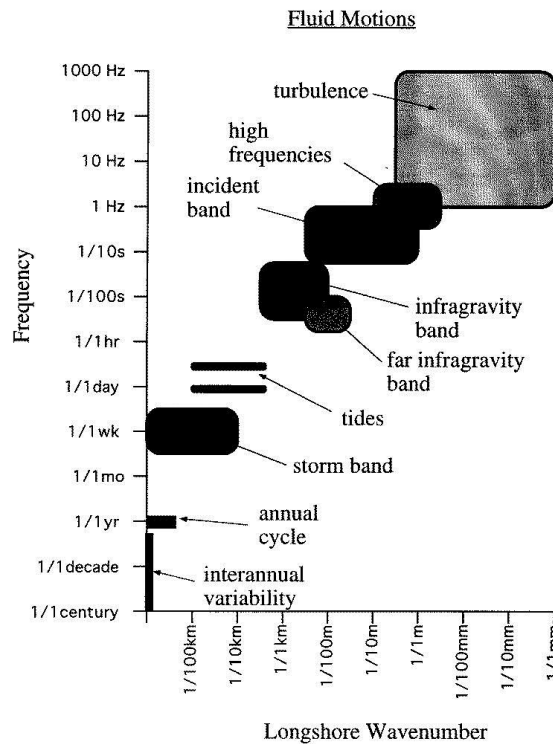 Fluid Motions
1000 Hz
100 Hz
10 Hz
1 Hz
1/10s
1/100s
1/1hr
1/1day
1/1wk
1/1mo
1/1yr
1/1decade
1/1century
Frequency
turbulence
high
frequencies
incident
band
infragravity
band
far infragravity
band
tides
storm band
annual
cycle
interannual
variability
1/100km
1/10km
1/1km
1/100m
1/10m
1/1m
1/100mm
1/10mm
1/1mm
Longshore Wavenumber